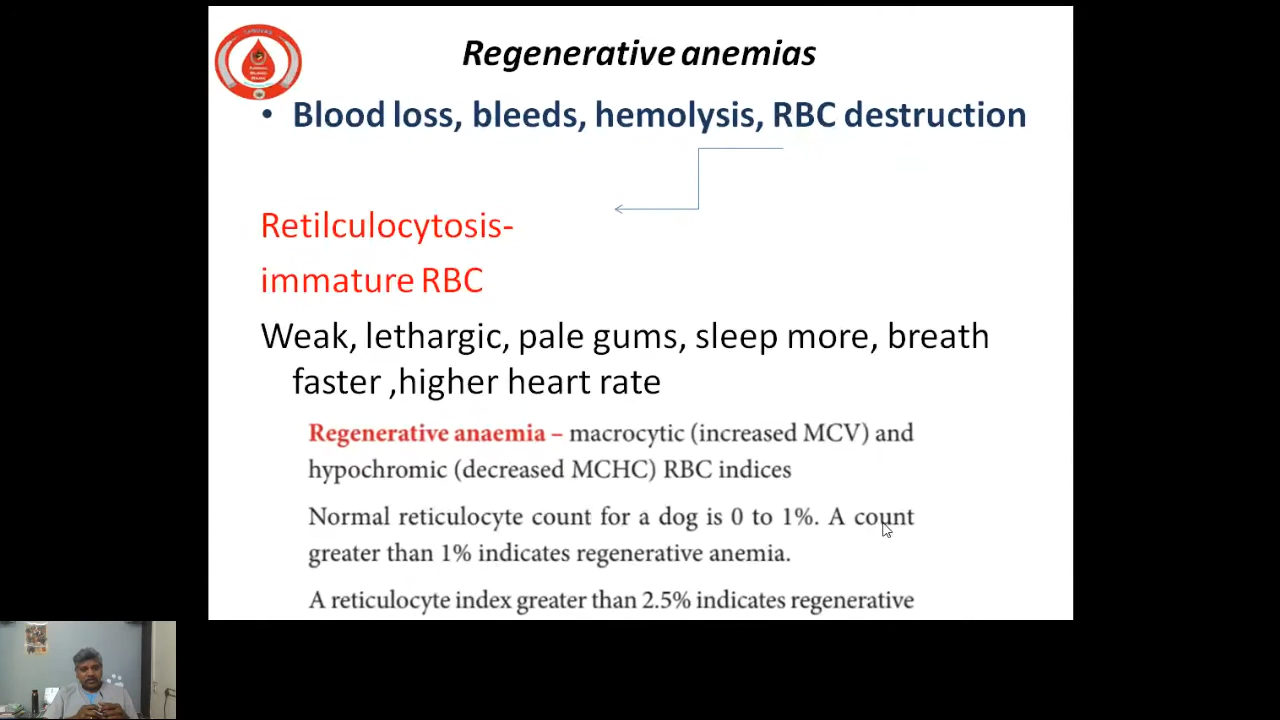 Regenerative anemias
• Blood loss, bleeds, hemolysis, RBC destruction
Retilculocytosis-
immature RBC
Weak, lethargic, pale gums, sleep more, breath
faster ,higher heart rate
Regenerative anaemia – macrocytic (increased MCV) and
hypochromic (decreased MCHC) RBC indices
Normal reticulocyte count for a dog is 0 to 1%. A count
greater than 1% indicates regenerative anemia.
A reticulocyte index greater than 2.5% indicates regenerative